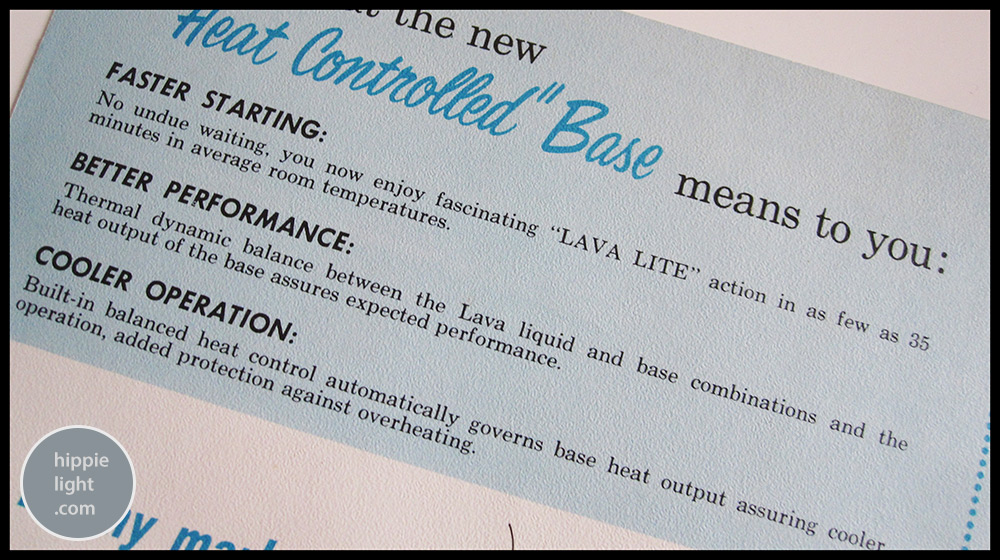 the new
Heat Controlled" Base
means to you:
FASTER STARTING:
No undue waiting, you now enjoy fascinating “LAVA LITE” action in as few as 35
minutes in average room temperatures.
BETTER PERFORMANCE:
Thermal dynamic balance between the Lava liquid and base combinations and the
heat output of the base assures expected performance.
COOLER OPERATION:
Built-in balanced heat control automatically governs base heat output assuring cooler
operation, added protection against overheating.
hippie
light
.com